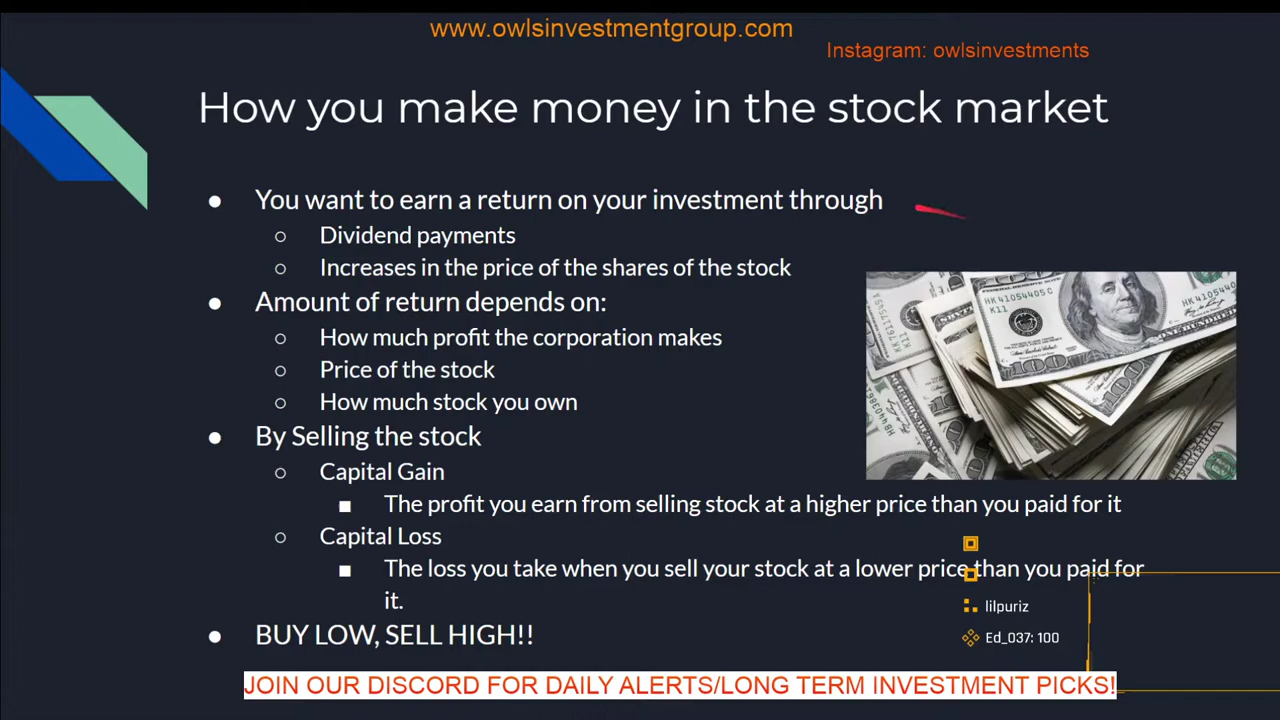 www.owlsinvestmentgroup.com
Instagram: owlsinvestments
How you make money in the stock market
● You want to earn a return on your investment through
○ Dividend payments
○ Increases in the price of the shares of the stock
● Amount of return depends on:
○ How much profit the corporation makes
○ Price of the stock
○ How much stock you own
● By Selling the stock
○ Capital Gain
■ The profit you earn from selling stock at a higher price than you paid for it
○ Capital Loss
■ The loss you take when you sell your stock at a lower price than you paid for
it.
● BUY LOW, SELL HIGH!!
HK 41054405 C
K11
100
100
lilpuriz
Ed_037: 100
JOIN OUR DISCORD FOR DAILY ALERTS/LONG TERM INVESTMENT PICKS!